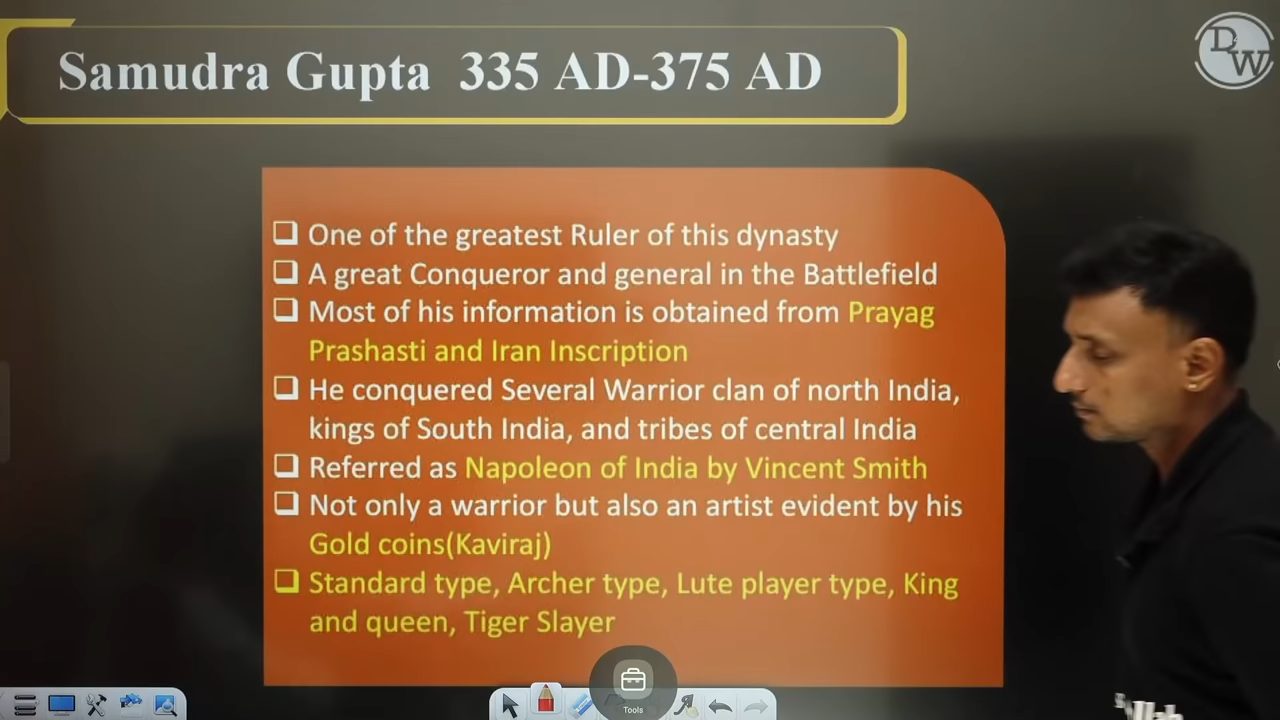 Samudra Gupta 335 AD-375 AD
DW
❑ One of the greatest Ruler of this dynasty
❑ A great Conqueror and general in the Battlefield
❑ Most of his information is obtained from Prayag
Prashasti and Iran Inscription
❑ He conquered Several Warrior clan of north India,
kings of South India, and tribes of central India
❑ Referred as Napoleon of India by Vincent Smith
❑ Not only a warrior but also an artist evident by his
Gold coins(Kaviraj)
❑ Standard type, Archer type, Lute player type, King
and queen, Tiger Slayer
Tools